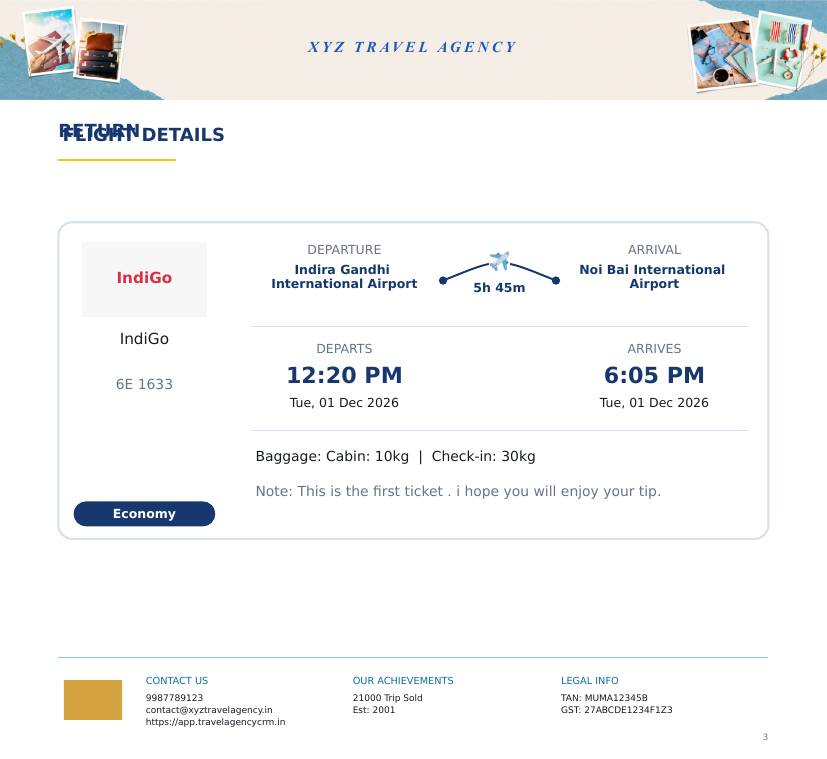 XYZ TRAVEL AGENCY
RETURN
FLIGHT DETAILS
IndiGo
IndiGo
6E 1633
Economy
DEPARTURE
Indira Gandhi
International Airport
5h 45m
ARRIVAL
Noi Bai International
Airport
DEPARTS
12:20 PM
Tue, 01 Dec 2026
ARRIVES
6:05 PM
Tue, 01 Dec 2026
Baggage: Cabin: 10kg | Check-in: 30kg
Note: This is the first ticket . i hope you will enjoy your tip.
CONTACT US
9987789123
contact@xyztravelagency.in
https://app.travelagencycrm.in
OUR ACHIEVEMENTS
21000 Trip Sold
Est: 2001
LEGAL INFO
TAN: MUMA12345B
GST: 27ABCDE1234F1Z3
3